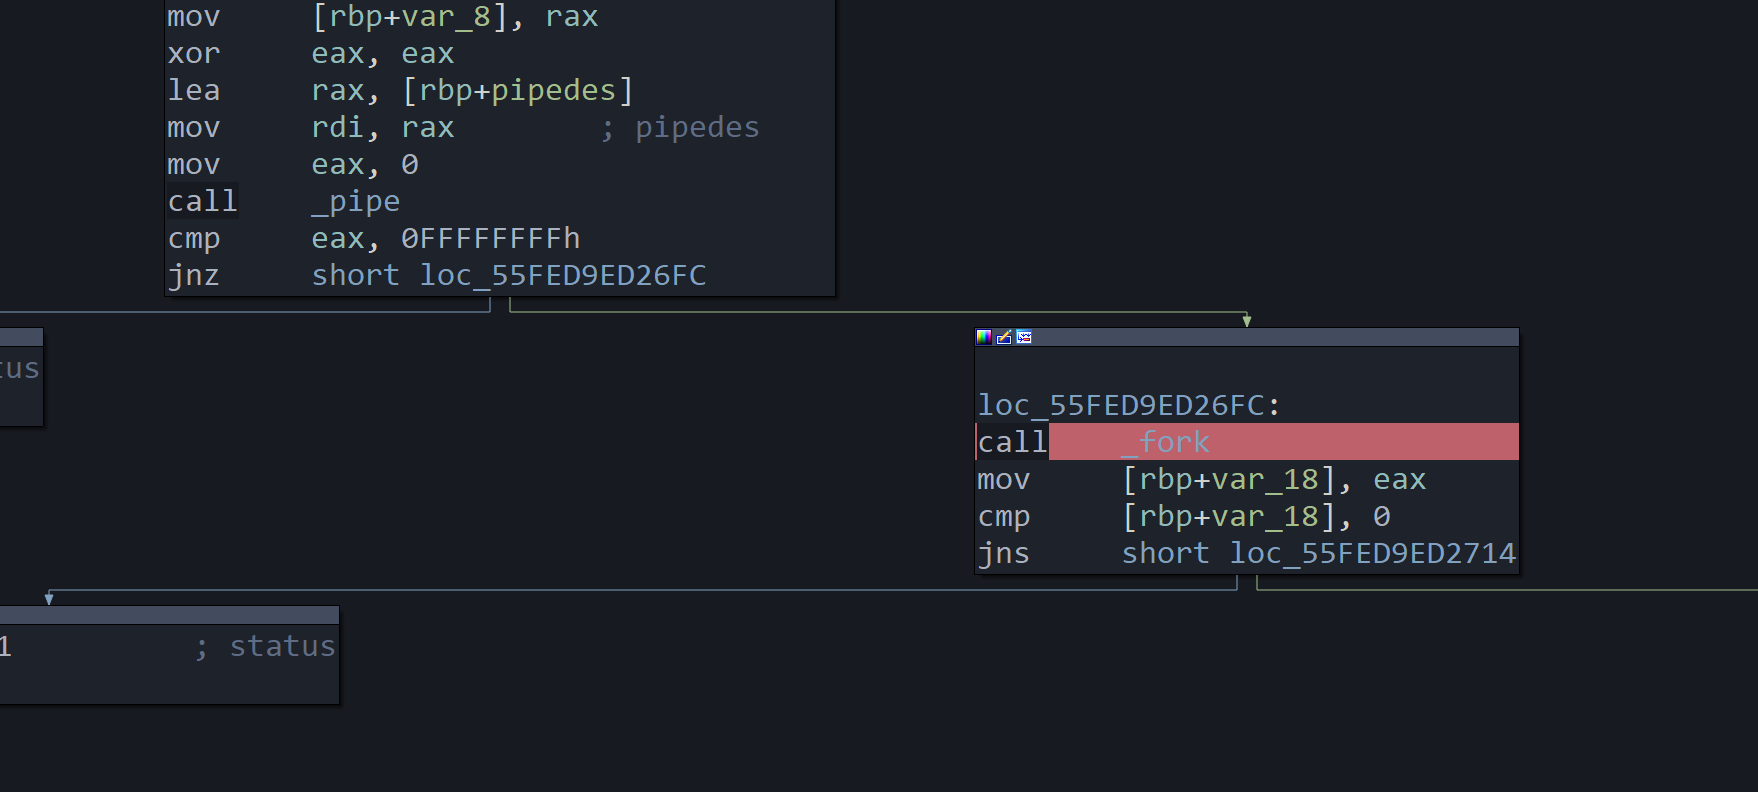 mov [rbp+var_8], rax
xor eax, eax
lea rax, [rbp+pipedes]
mov rdi, rax ; pipedes
mov eax, 0
call _pipe
cmp eax, 0FFFFFFFFh
jnz short loc_55FED9ED26FC
loc_55FED9ED26FC:
call _fork
mov [rbp+var_18], eax
cmp [rbp+var_18], 0
jns short loc_55FED9ED2714
1 ; status